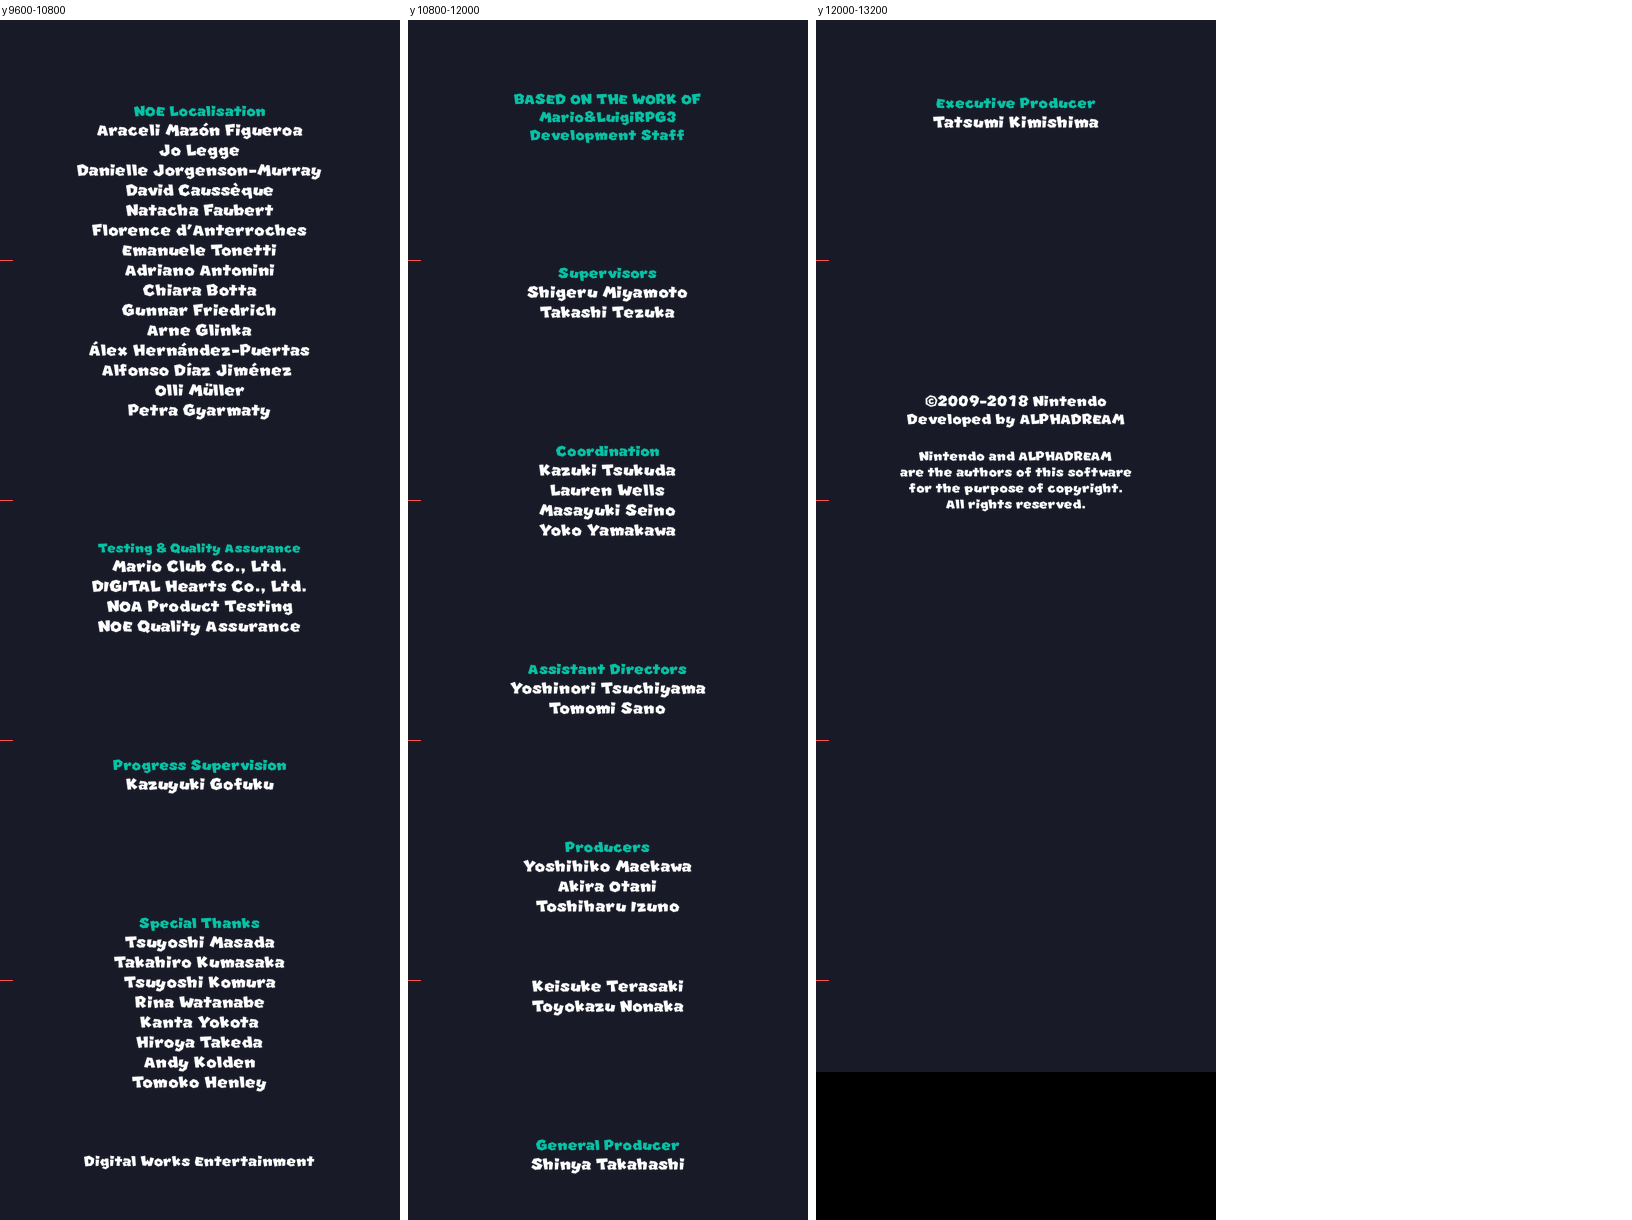 y9600-10800
NOE Localisation
Araceli Mazón Figueroa
Jo Legge
Danielle Jorgenson-Murray
David Caussèque
Natacha Faubert
Florence d'Anterroches
Emanuele Tonetti
Adriano Antonini
Chiara Botta
Gunnar Friedrich
Arne Glinka
Álex Hernández-Puertas
Alfonso Díaz Jiménez
Olli Müller
Petra Gyarmaty
Testing & Quality Assurance
Mario Club Co., Ltd.
DIGITAL Hearts Co., Ltd.
NOA Product Testing
NOE Quality Assurance
Progress Supervision
Kazuyuki Gofuku
Special Thanks
Tsuyoshi Masada
Takahiro Kumasaka
Tsuyoshi Komura
Rina Watanabe
Kanta Yokota
Hiroya Takeda
Andy Kolden
Tomoko Henley
Digital Works Entertainment
y10800-12000
BASED ON THE WORK OF
Mario&LuigiRPG3
Development Staff
Supervisors
Shigeru Miyamoto
Takashi Tezuka
Coordination
Kazuki Tsukuda
Lauren Wells
Masayuki Seino
Yoko Yamakawa
Assistant Directors
Yoshinori Tsuchiyama
Tomomi Sano
Producers
Yoshihiko Maekawa
Akira Otani
Toshiharu Izuno
Keisuke Terasaki
Toyokazu Nonaka
General Producer
Shinya Takahashi
y12000-13200
Executive Producer
Tatsumi Kimishima
©2009-2018 Nintendo
Developed by ALPHADREAM
Nintendo and ALPHADREAM
are the authors of this software
for the purpose of copyright.
All rights reserved.